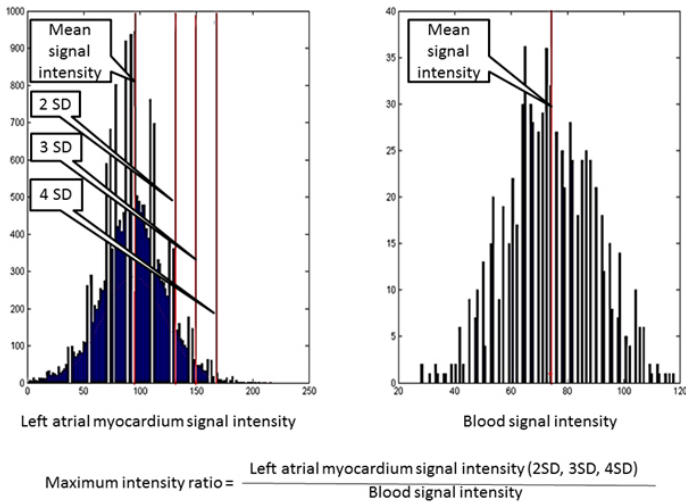 1000
900
800
700
600
500
400
300
200
100
0
0 50 100 150 200 250
Mean
signal
intensity
2 SD
3 SD
4 SD
Left atrial myocardium signal intensity
40
35
30
25
20
15
10
5
0
20 40 60 80 100 120
Mean
signal
intensity
Blood signal intensity
Maximum intensity ratio =
Left atrial myocardium signal intensity (2SD, 3SD, 4SD)
Blood signal intensity